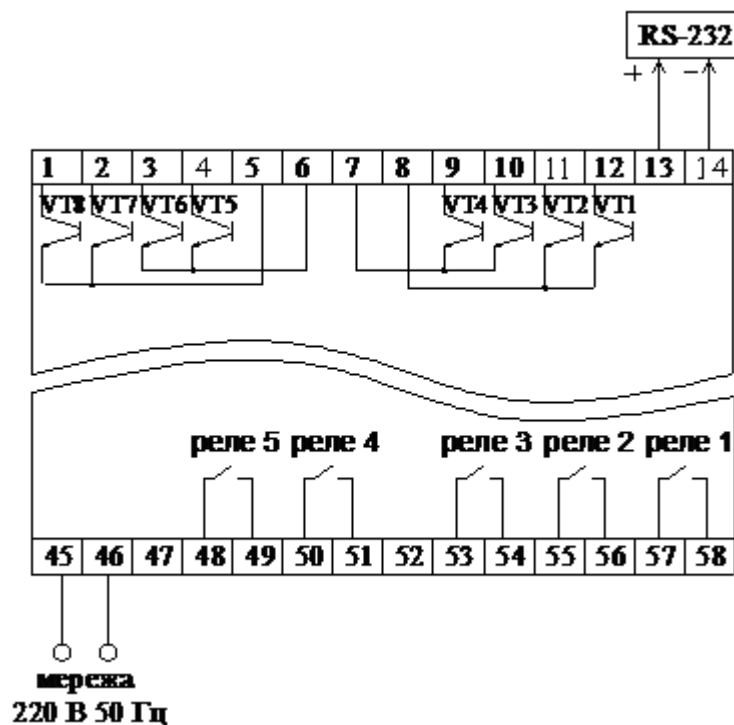 RS-232
+ −
1 2 3 4 5 6 7 8 9 10 11 12 13 14
VT8 VT7 VT6 VT5 VT4 VT3 VT2 VT1
реле 5 реле 4 реле 3 реле 2 реле 1
45 46 47 48 49 50 51 52 53 54 55 56 57 58
мережа
220 В 50 Гц